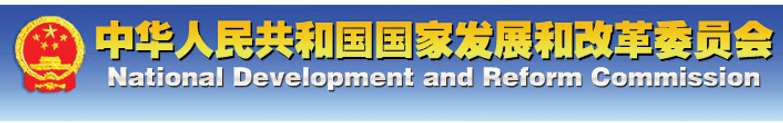 中华人民共和国国家发展和改革委员会
National Development and Reform Commission